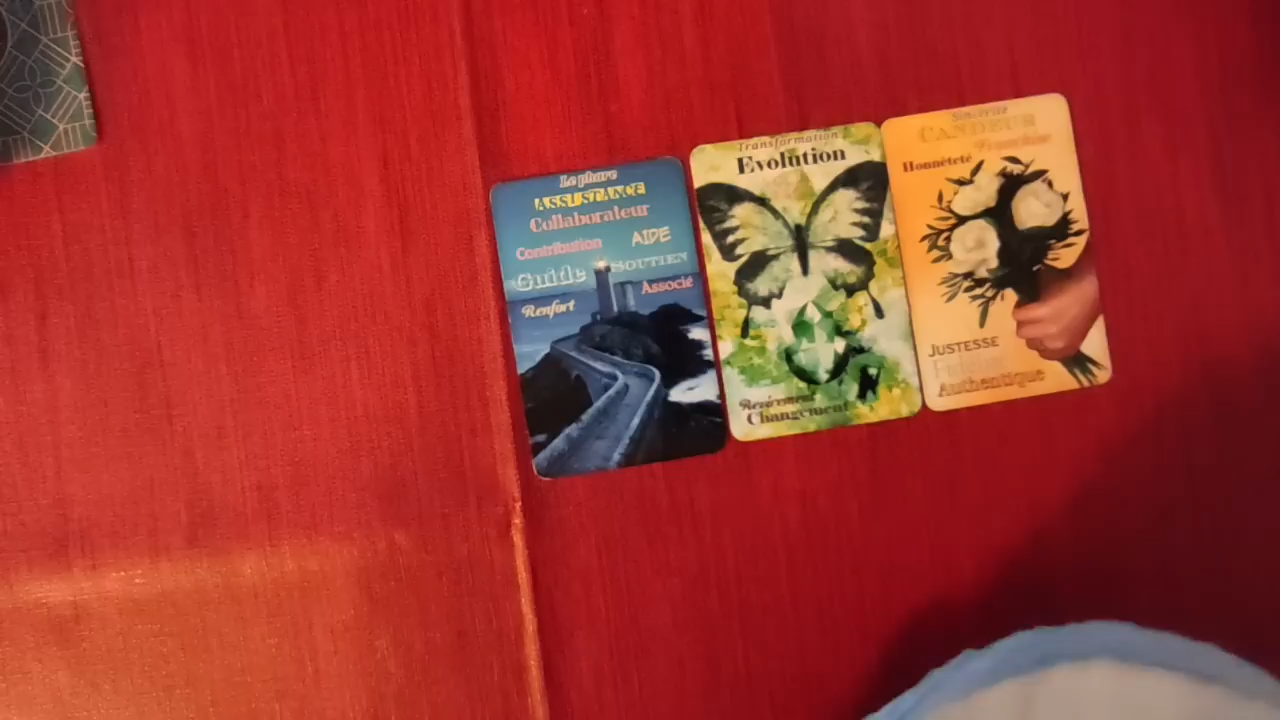 Le phare
ASSISTANCE
Collaborateur
Contribution
AIDE
Guide
SOUTIEN
Renfort
Associé
Transformation
Evolution
Revirement
Changement
Sincérité
CANDEUR
Franchise
Honnêteté
JUSTESSE
Authentique